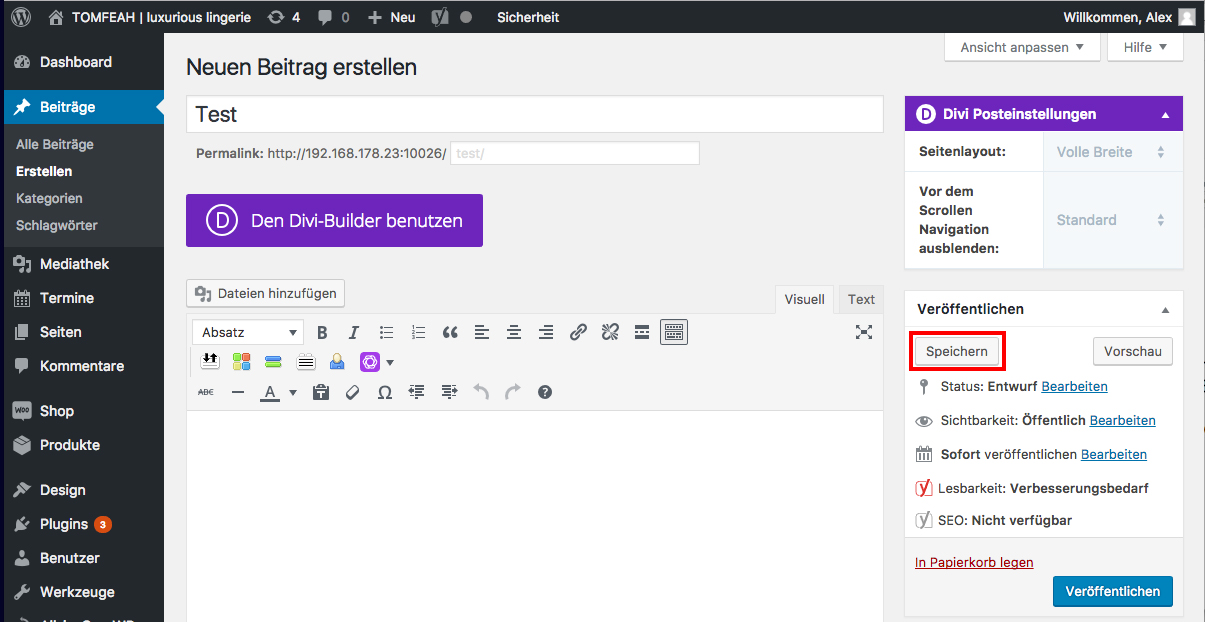 TOMFEAH | luxurious lingerie 4 0 Neu Sicherheit Willkommen, Alex
Dashboard
Beiträge
Alle Beiträge
Erstellen
Kategorien
Schlagwörter
Mediathek
Termine
Seiten
Kommentare
Shop
Produkte
Design
Plugins 3
Benutzer
Werkzeuge
Ansicht anpassen Hilfe
Neuen Beitrag erstellen
Test
Permalink: http://192.168.178.23:10026/ test/
D Den Divi-Builder benutzen
Dateien hinzufügen
Visuell Text
Absatz
D Divi Posteinstellungen
Seitenlayout: Volle Breite
Vor dem
Scrollen
Navigation
ausblenden:
Standard
Veröffentlichen
Speichern Vorschau
Status: Entwurf Bearbeiten
Sichtbarkeit: Öffentlich Bearbeiten
Sofort veröffentlichen Bearbeiten
Lesbarkeit: Verbesserungsbedarf
SEO: Nicht verfügbar
In Papierkorb legen
Veröffentlichen